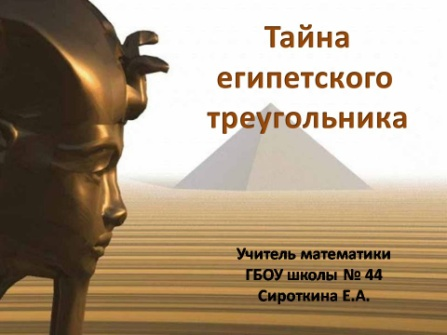 Тайна
египетского
треугольника
Учитель математики
ГБОУ школы № 44
Сироткина Е.А.